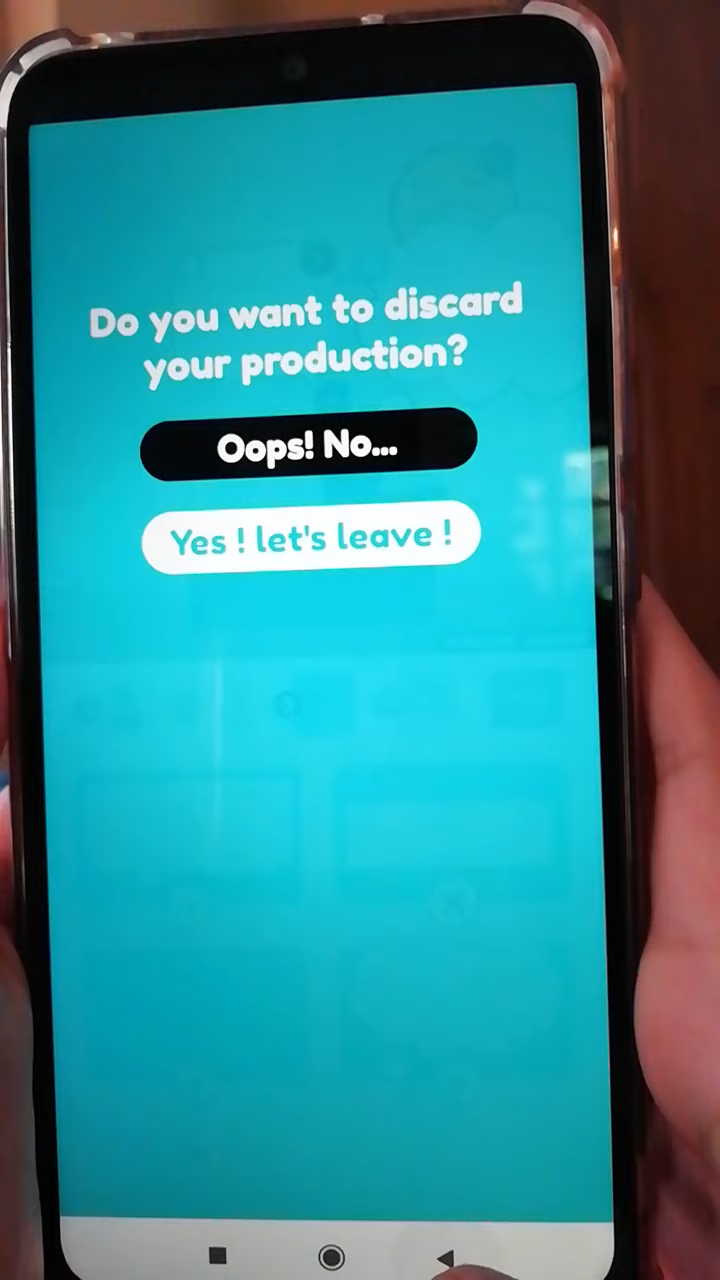 Do you want to discard
your production?
Oops! No...
Yes ! let's leave !